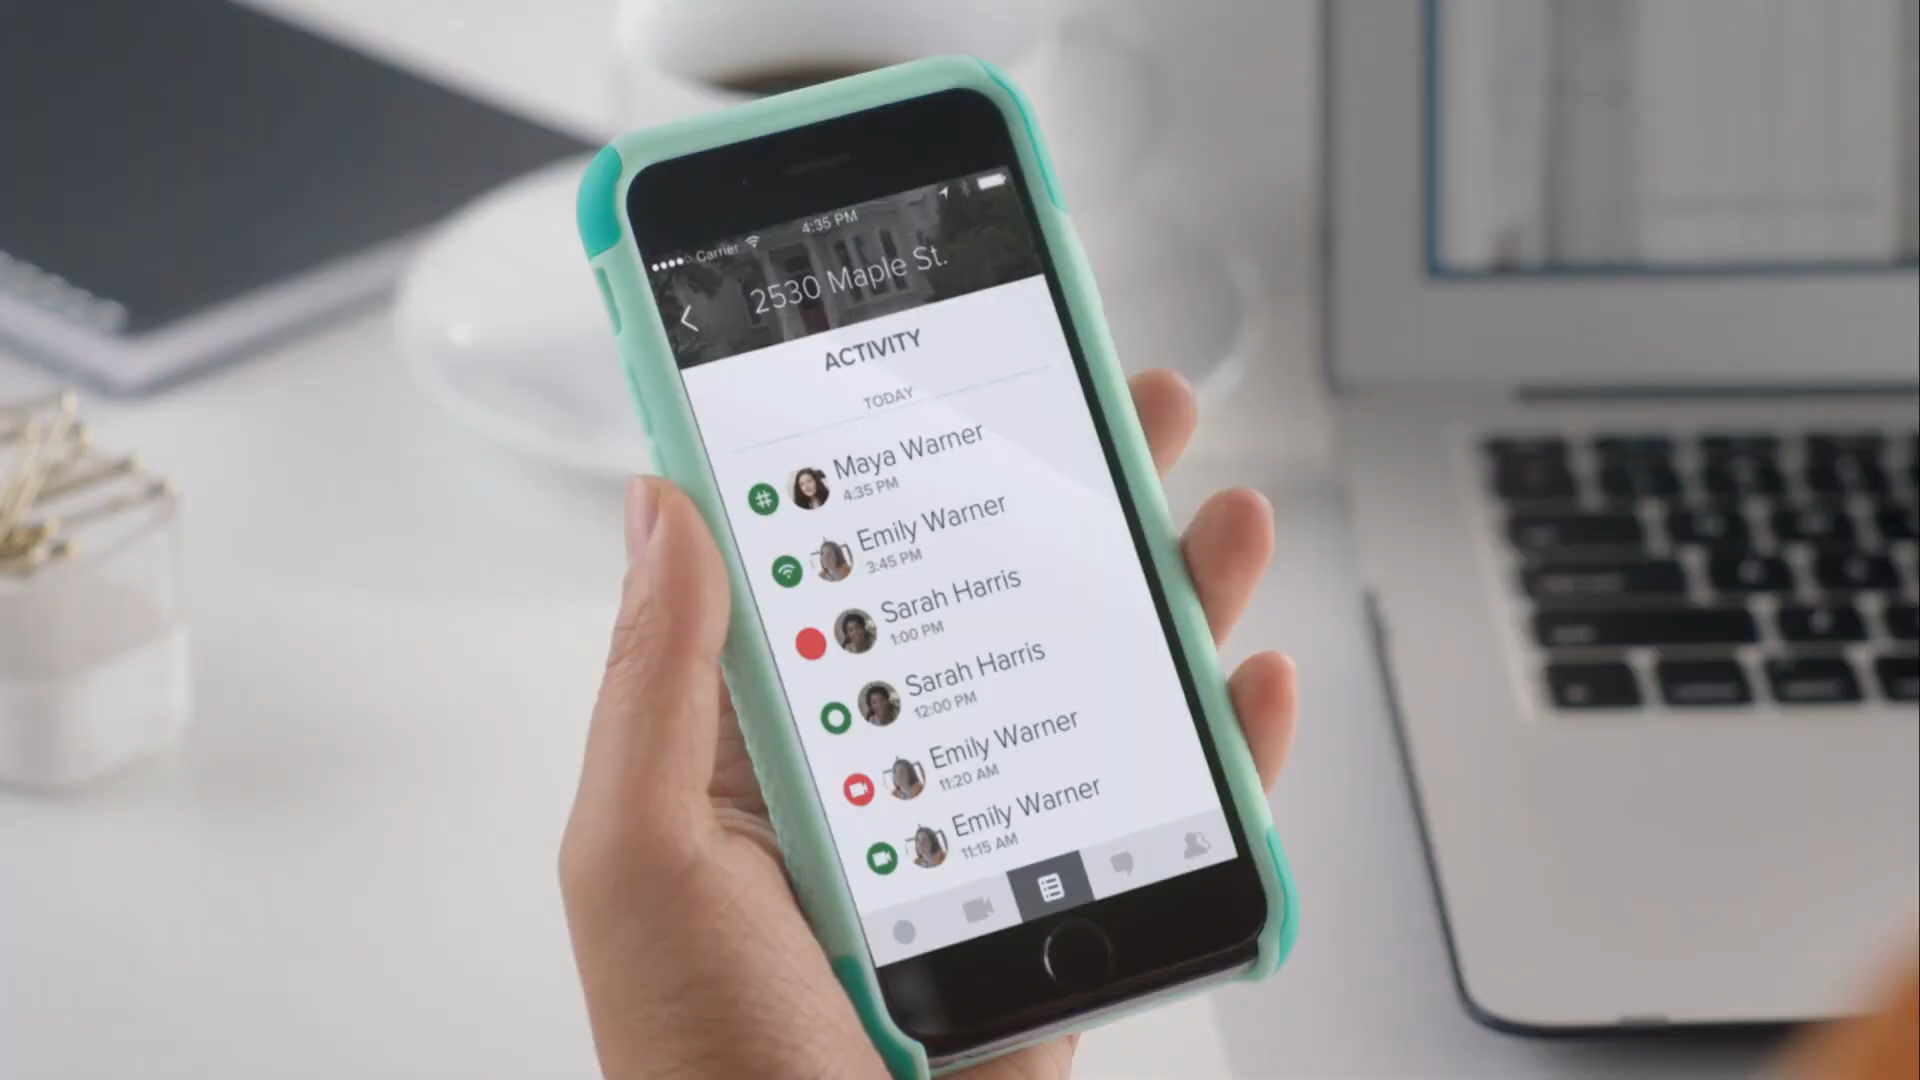 Carrier 4:35 PM
2530 Maple St.
ACTIVITY
TODAY
Maya Warner
4:35 PM
Emily Warner
3:45 PM
Sarah Harris
1:00 PM
Sarah Harris
12:00 PM
Emily Warner
11:20 AM
Emily Warner
11:15 AM